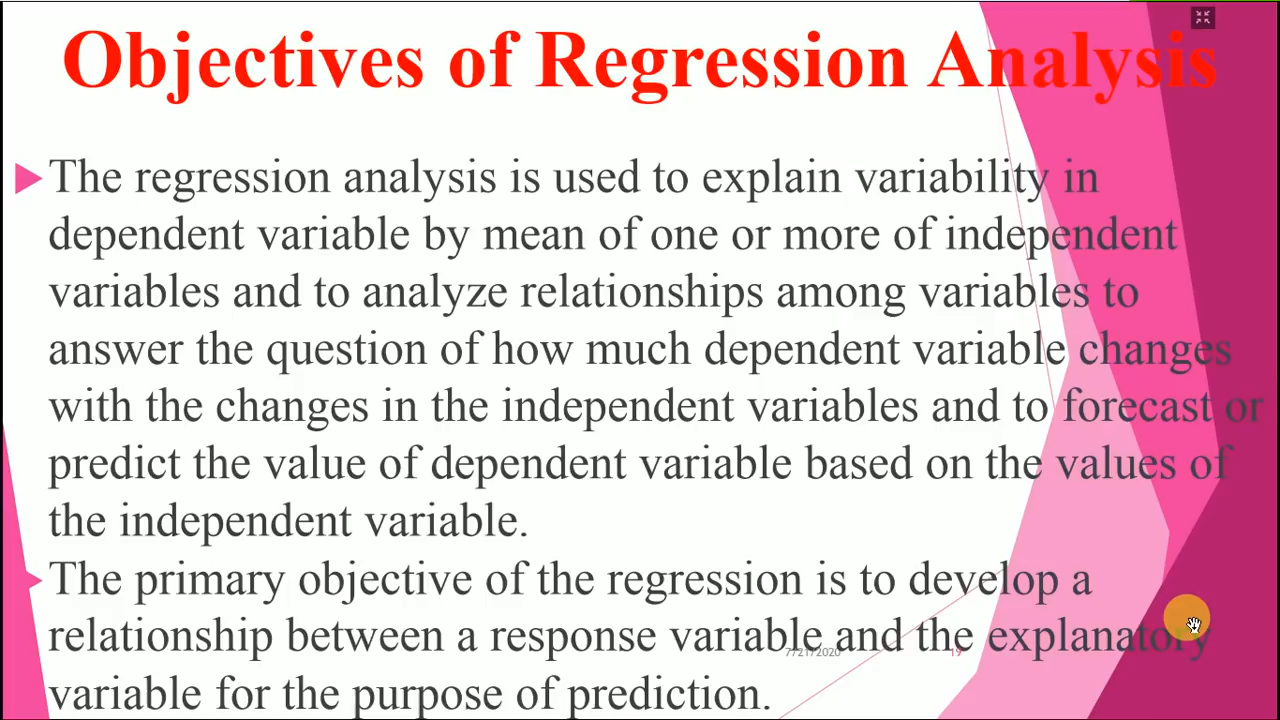 Objectives of Regression Analysis
The regression analysis is used to explain variability in
dependent variable by mean of one or more of independent
variables and to analyze relationships among variables to
answer the question of how much dependent variable changes
with the changes in the independent variables and to forecast or
predict the value of dependent variable based on the values of
the independent variable.
The primary objective of the regression is to develop a
relationship between a response variable and the explanatory
7/21/2020 19
variable for the purpose of prediction.